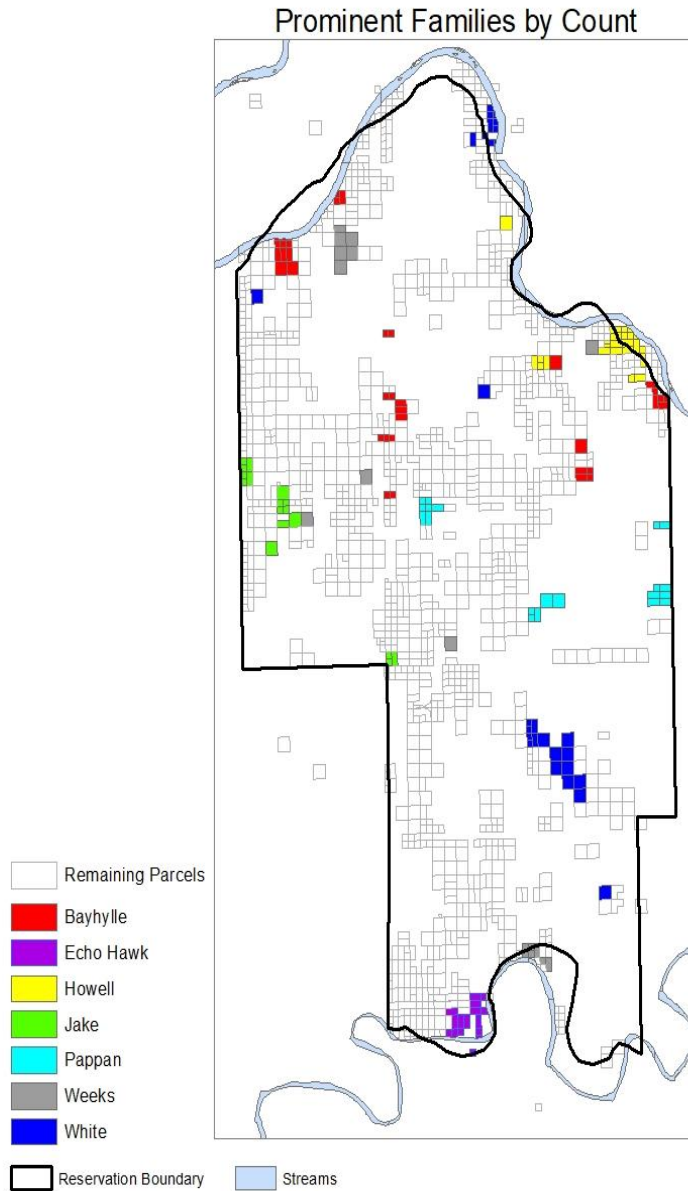 Prominent Families by Count
Remaining Parcels
Bayhylle
Echo Hawk
Howell
Jake
Pappan
Weeks
White
Reservation Boundary
Streams